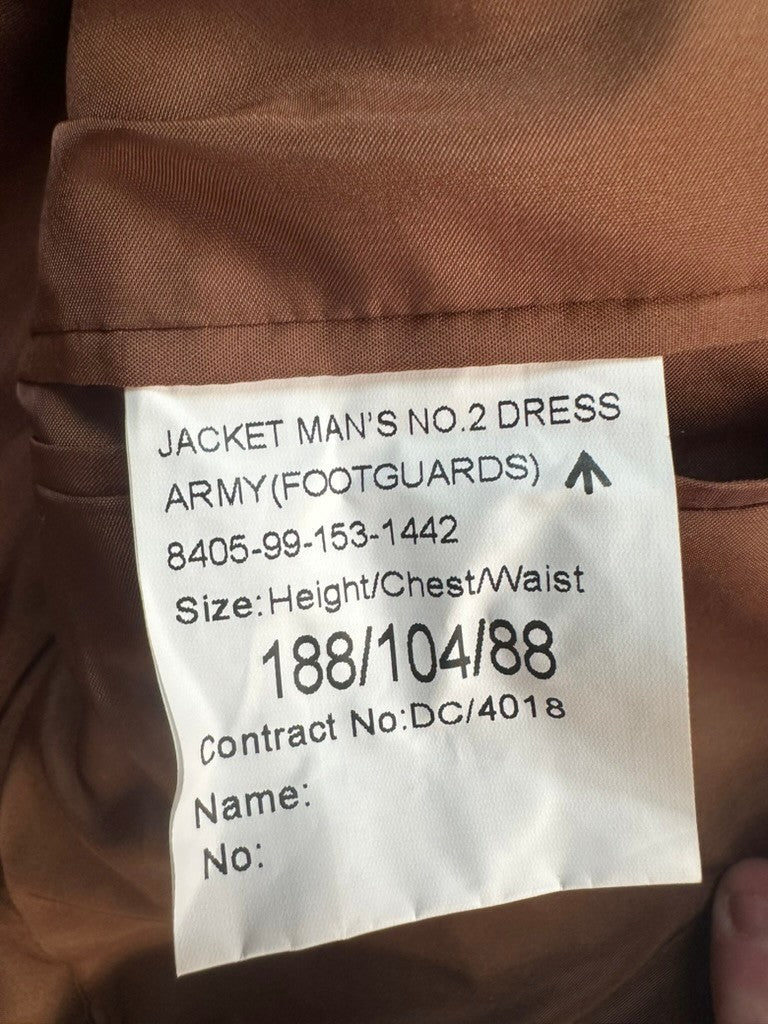 JACKET MAN'S NO.2 DRESS
ARMY(FOOTGUARDS)
8405-99-153-1442
Size:Height/Chest/Waist
188/104/88
Contract No:DC/4018
Name:
No: